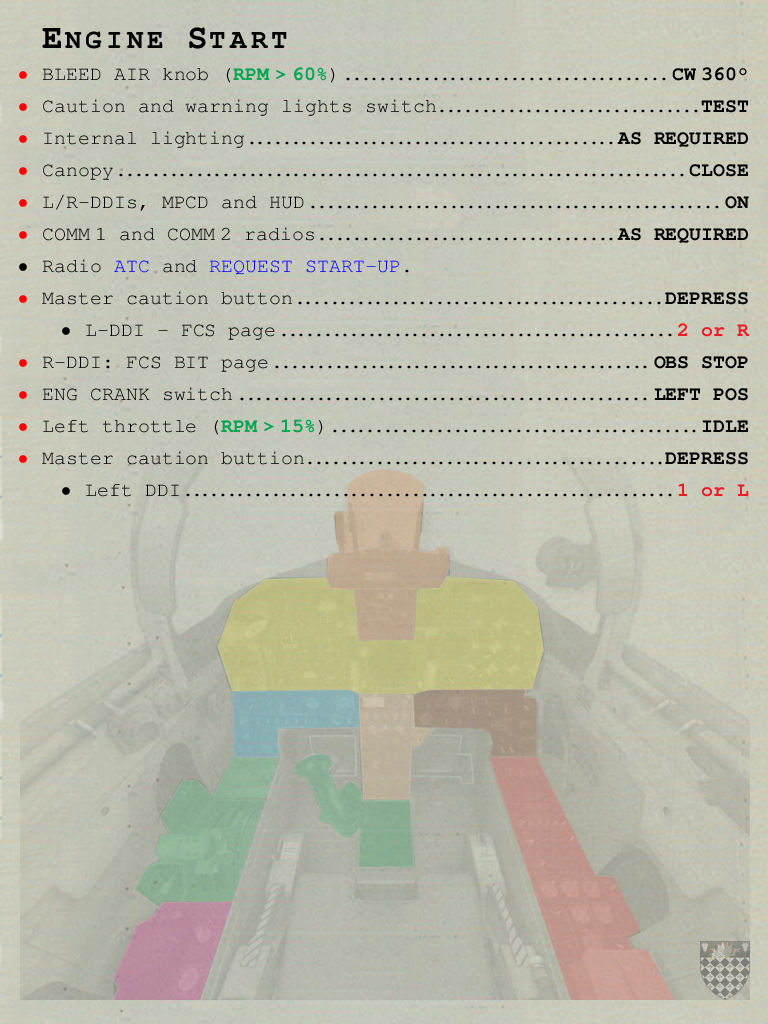 ENGINE START
• BLEED AIR knob (RPM > 60%) ........................................ CW 360°
• Caution and warning lights switch ........................................ TEST
• Internal lighting ........................................ AS REQUIRED
• Canopy ........................................ CLOSE
• L/R-DDIs, MPCD and HUD ........................................ ON
• COMM 1 and COMM 2 radios ........................................ AS REQUIRED
• Radio ATC and REQUEST START-UP.
• Master caution button ........................................ DEPRESS
• L-DDI - FCS page ........................................ 2 or R
• R-DDI: FCS BIT page ........................................ OBS STOP
• ENG CRANK switch ........................................ LEFT POS
• Left throttle (RPM > 15%) ........................................ IDLE
• Master caution buttion ........................................ DEPRESS
• Left DDI ........................................ 1 or L